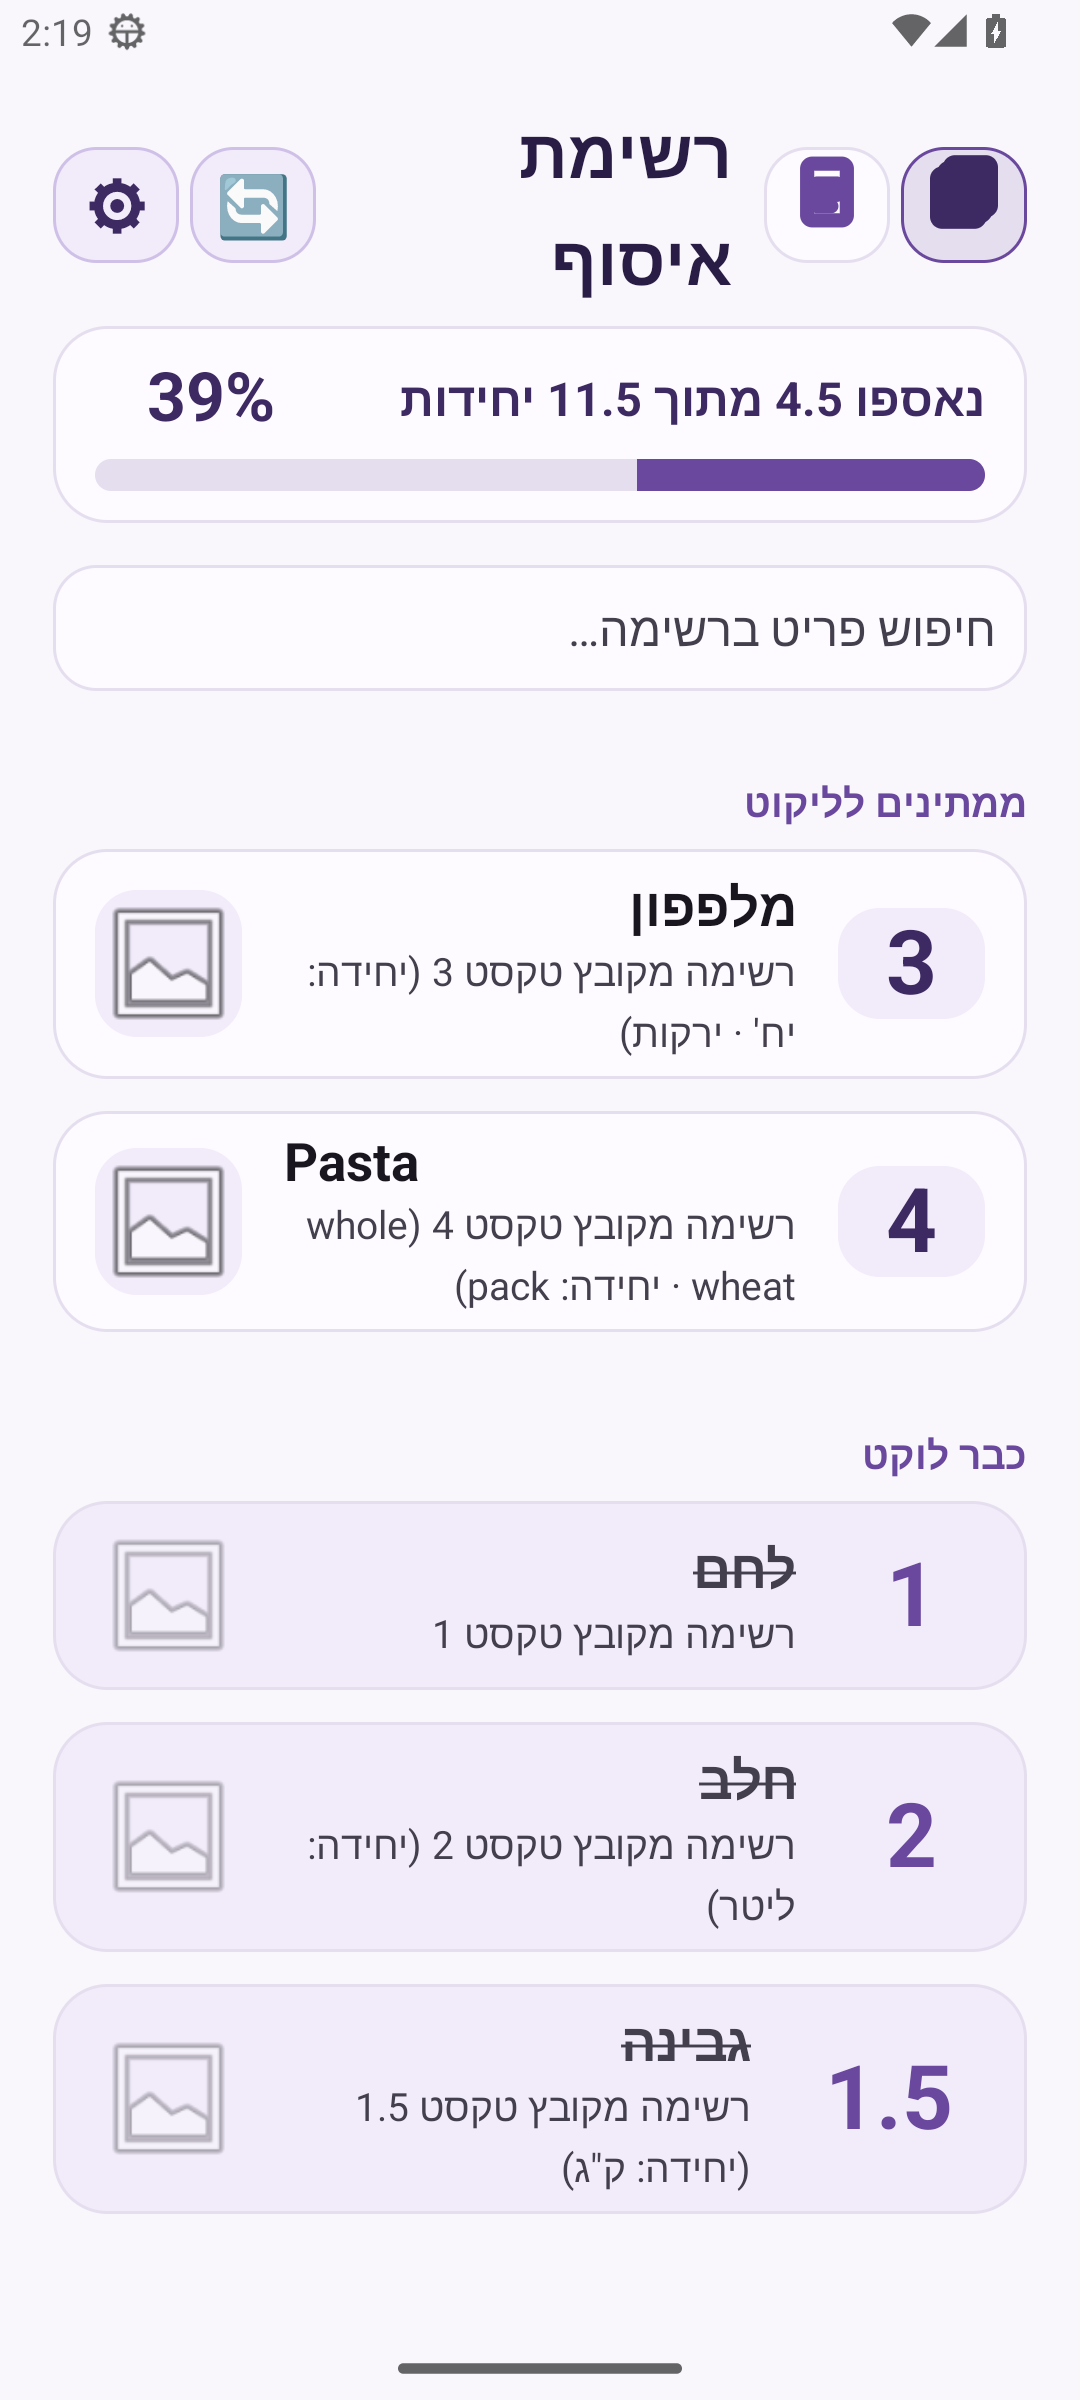 2:19
רשימת
איסוף
נאספו 4.5 מתוך 11.5 יחידות
39%
חיפוש פריט ברשימה...
ממתינים לליקוט
3
מלפפון
רשימה מקובץ טקסט 3 (יחידה:
יח' · ירקות)
4
Pasta
רשימה מקובץ טקסט 4 (whole
wheat · יחידה: pack)
כבר לוקט
1
לחם
רשימה מקובץ טקסט 1
2
חלב
רשימה מקובץ טקסט 2 (יחידה:
ליטר)
1.5
גבינה
רשימה מקובץ טקסט 1.5
(יחידה: ק"ג)